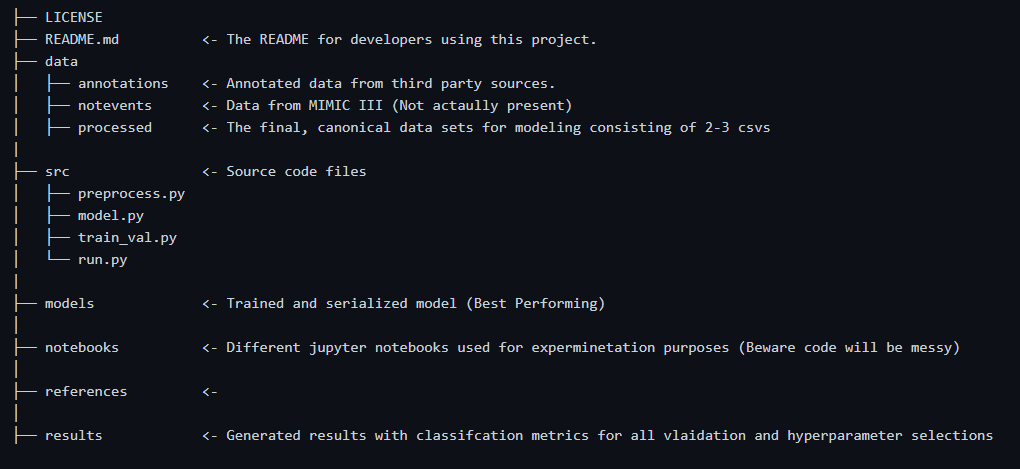 ├── LICENSE
├── README.md          <- The README for developers using this project.
├── data
│   ├── annotations    <- Annotated data from third party sources.
│   ├── notevents      <- Data from MIMIC III (Not actaully present)
│   ├── processed      <- The final, canonical data sets for modeling consisting of 2-3 csvs
│
├── src                <- Source code files
│   ├── preprocess.py
│   ├── model.py
│   ├── train_val.py
│   └── run.py
│
├── models             <- Trained and serialized model (Best Performing)
│
├── notebooks          <- Different jupyter notebooks used for experminetation purposes (Beware code will be messy)
│
├── references         <-
│
├── results            <- Generated results with classifcation metrics for all vlaidation and hyperparameter selections